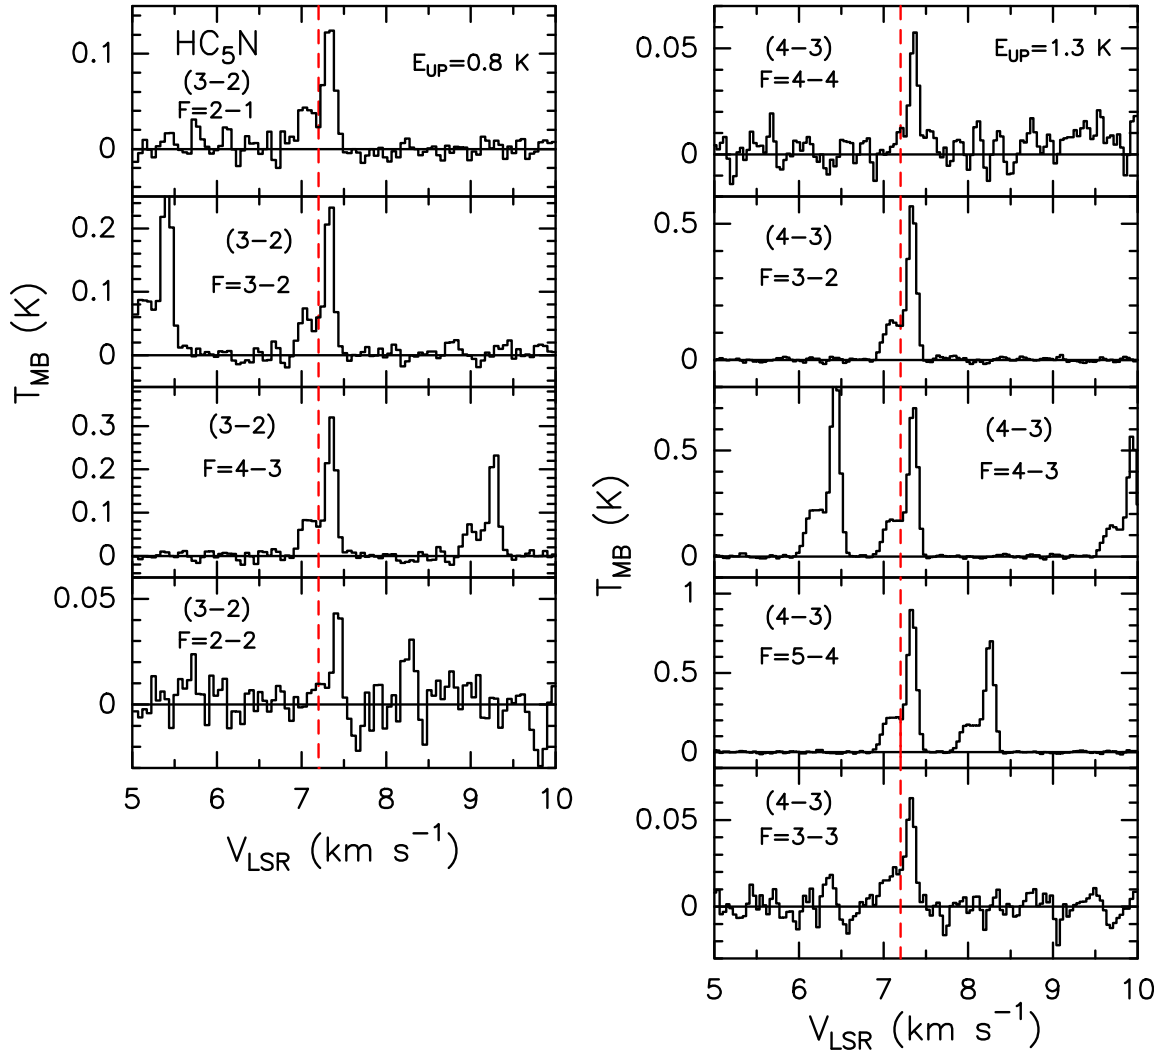 HC5N
(3−2)
F=2−1
EUP=0.8 K
0.1
0
(3−2)
F=3−2
0.2
0.1
0
TMB (K)
(3−2)
F=4−3
0.3
0.2
0.1
0
(3−2)
F=2−2
0.05
0
5 6 7 8 9 10
VLSR (km s−1)
(4−3)
F=4−4
EUP=1.3 K
0.05
0
(4−3)
F=3−2
0.5
0
(4−3)
F=4−3
0.5
0
TMB (K)
(4−3)
F=5−4
1
0.5
0
(4−3)
F=3−3
0.05
0
5 6 7 8 9 10
VLSR (km s−1)